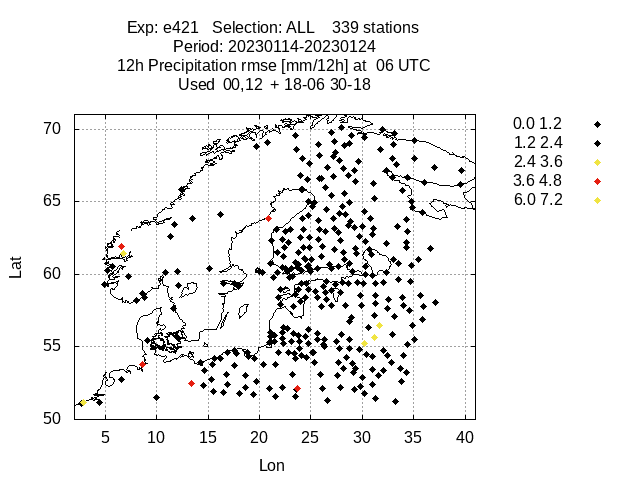 Exp: e421   Selection: ALL    339 stations
Period: 20230114-20230124
12h Precipitation rmse [mm/12h] at  06 UTC
Used  00,12  + 18-06 30-18
70
65
60
55
50
5 10 15 20 25 30 35 40
Lat
Lon
0.0 1.2
1.2 2.4
2.4 3.6
3.6 4.8
6.0 7.2